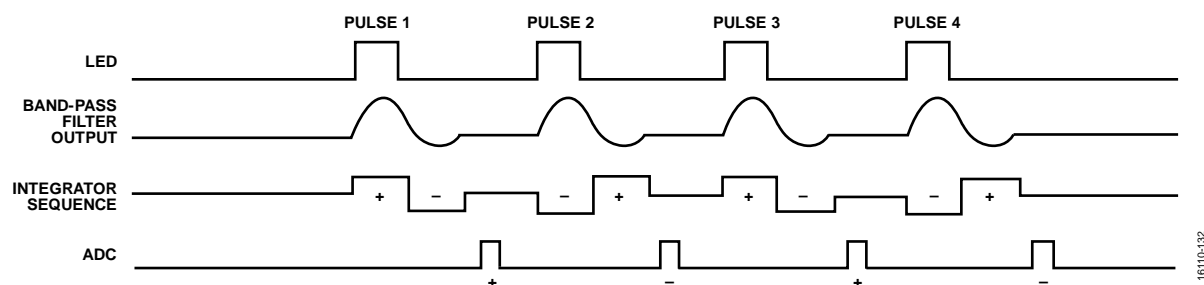 PULSE 1 PULSE 2 PULSE 3 PULSE 4
LED
BAND-PASS
FILTER
OUTPUT
INTEGRATOR
SEQUENCE
+ – – + + – – +
ADC
+ – + –
16110-132